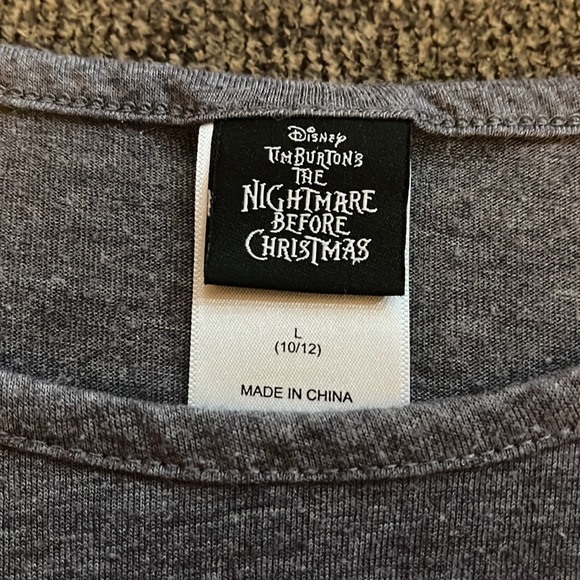 Disney
TIM BURTON'S
THE
NIGHTMARE
BEFORE
CHRISTMAS
L
(10/12)
MADE IN CHINA